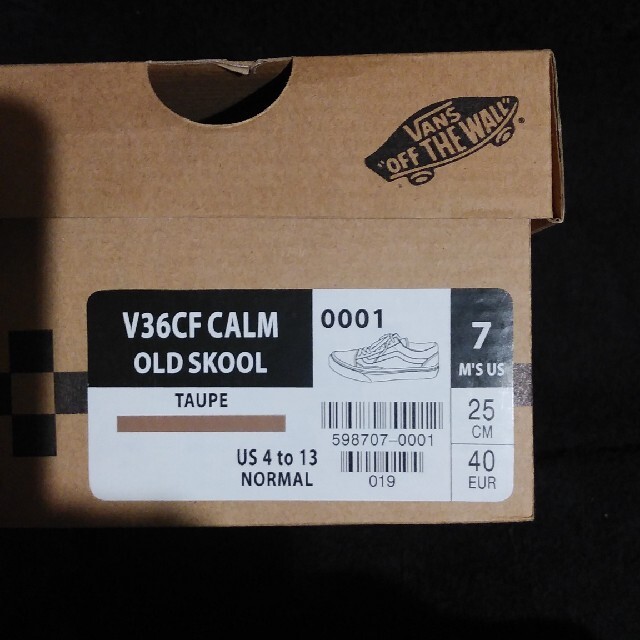 VANS
"OFF THE WALL"
V36CF CALM
OLD SKOOL
TAUPE
US 4 to 13
NORMAL
0001
598707-0001
019
7
M'S US
25
CM
40
EUR